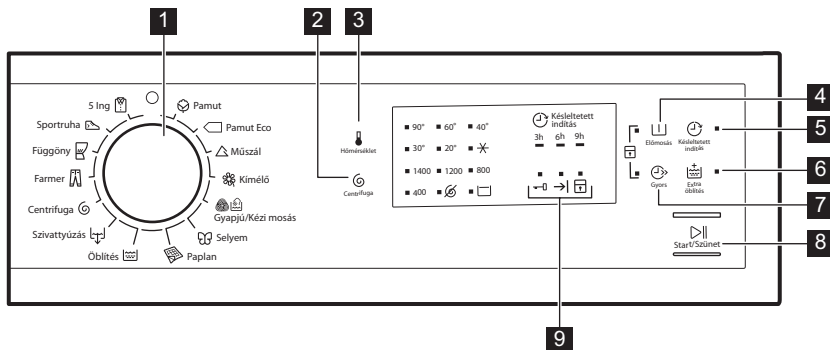 1
2
3
4
5
6
7
8
9
5 Ing
Sportruha
Függöny
Farmer
Centrifuga
Szivattyúzás
Öblítés
Pamut
Pamut Eco
Műszál
Kímélő
Gyapjú/Kézi mosás
Selyem
Paplan
Hőmérséklet
Centrifuga
90° 60° 40°
30° 20°
1400 1200 800
400
Késleltetett
indítás
3h 6h 9h
Előmosás
Késleltetett
indítás
Gyors
Extra
öblítés
Start/Szünet